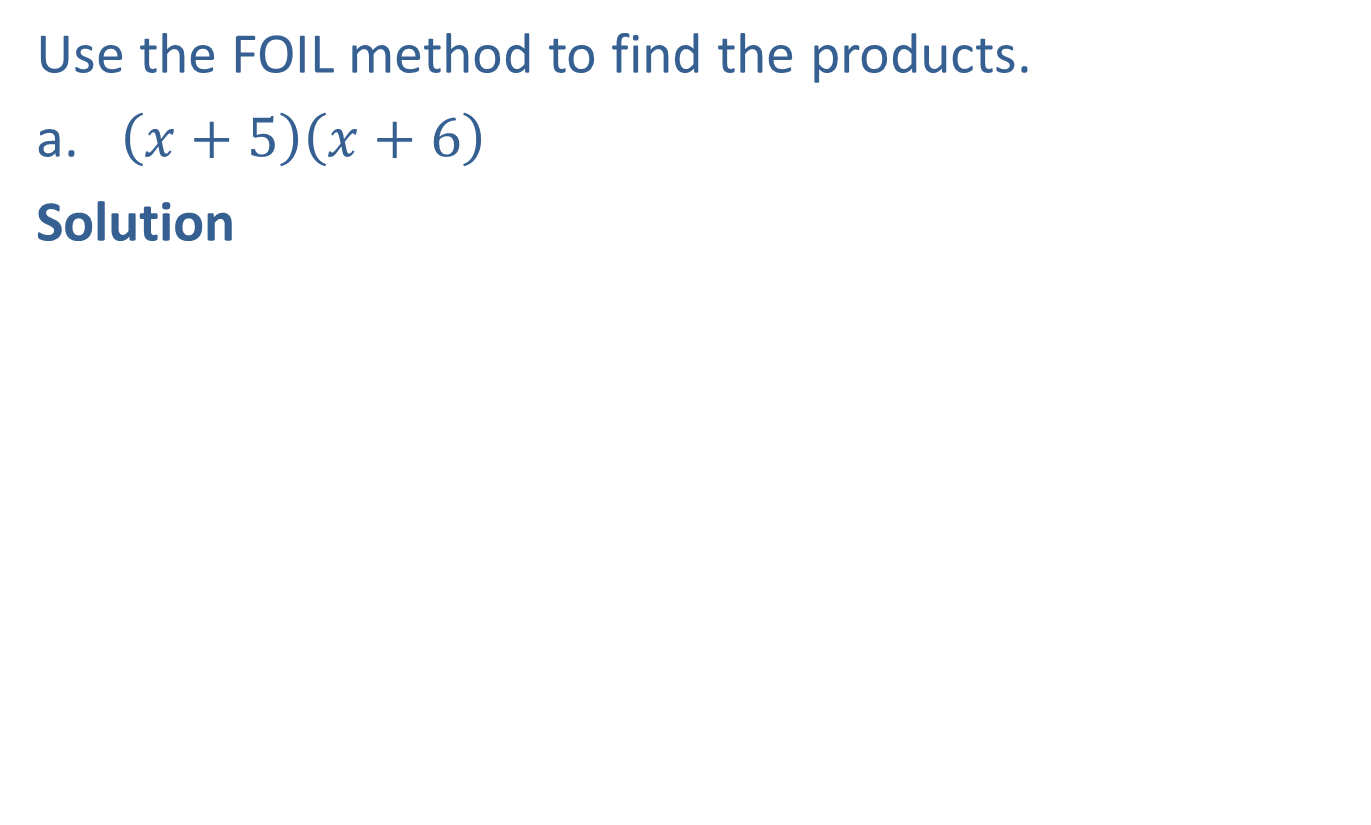 Use the FOIL method to find the products.
a. (x + 5)(x + 6)
Solution